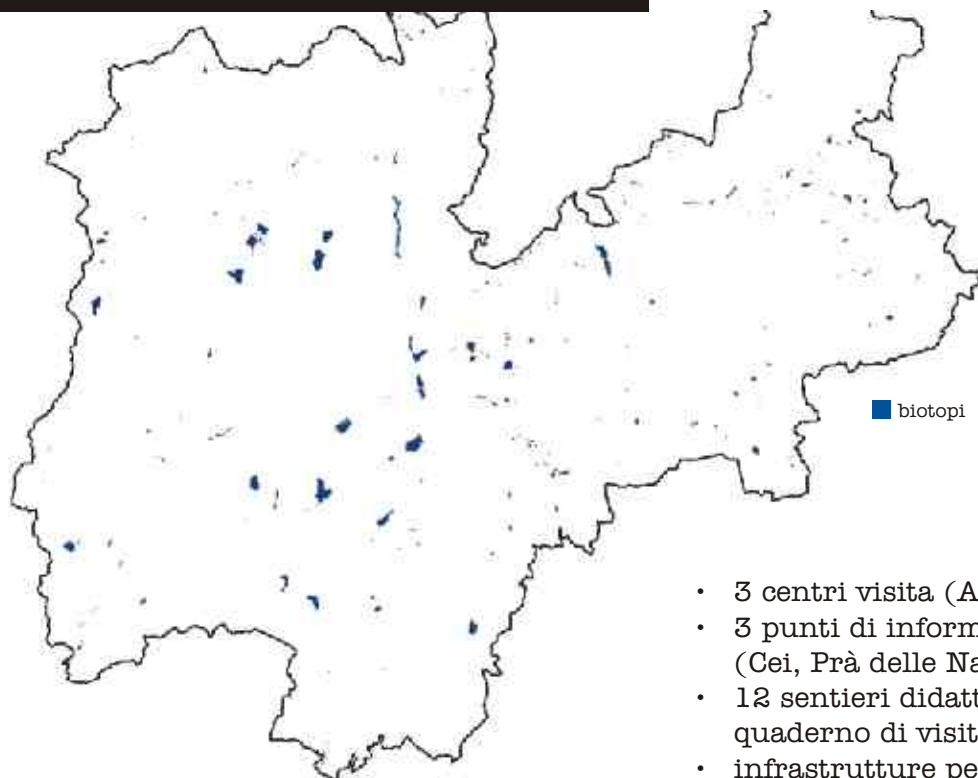 biotopi
• 3 centri visita (A
• 3 punti di inform
(Cei, Prà delle Na
• 12 sentieri didatt
quaderno di visit
• infrastrutture pe